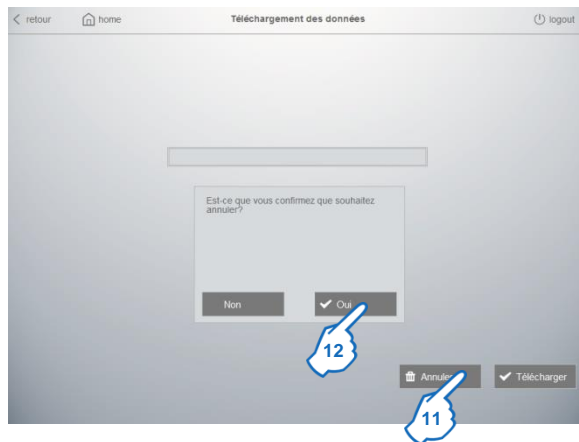 retour
home
Téléchargement des données
logout
Est-ce que vous confirmez que souhaitez
annuler?
Non
Oui
12
Annuler
Télécharger
11